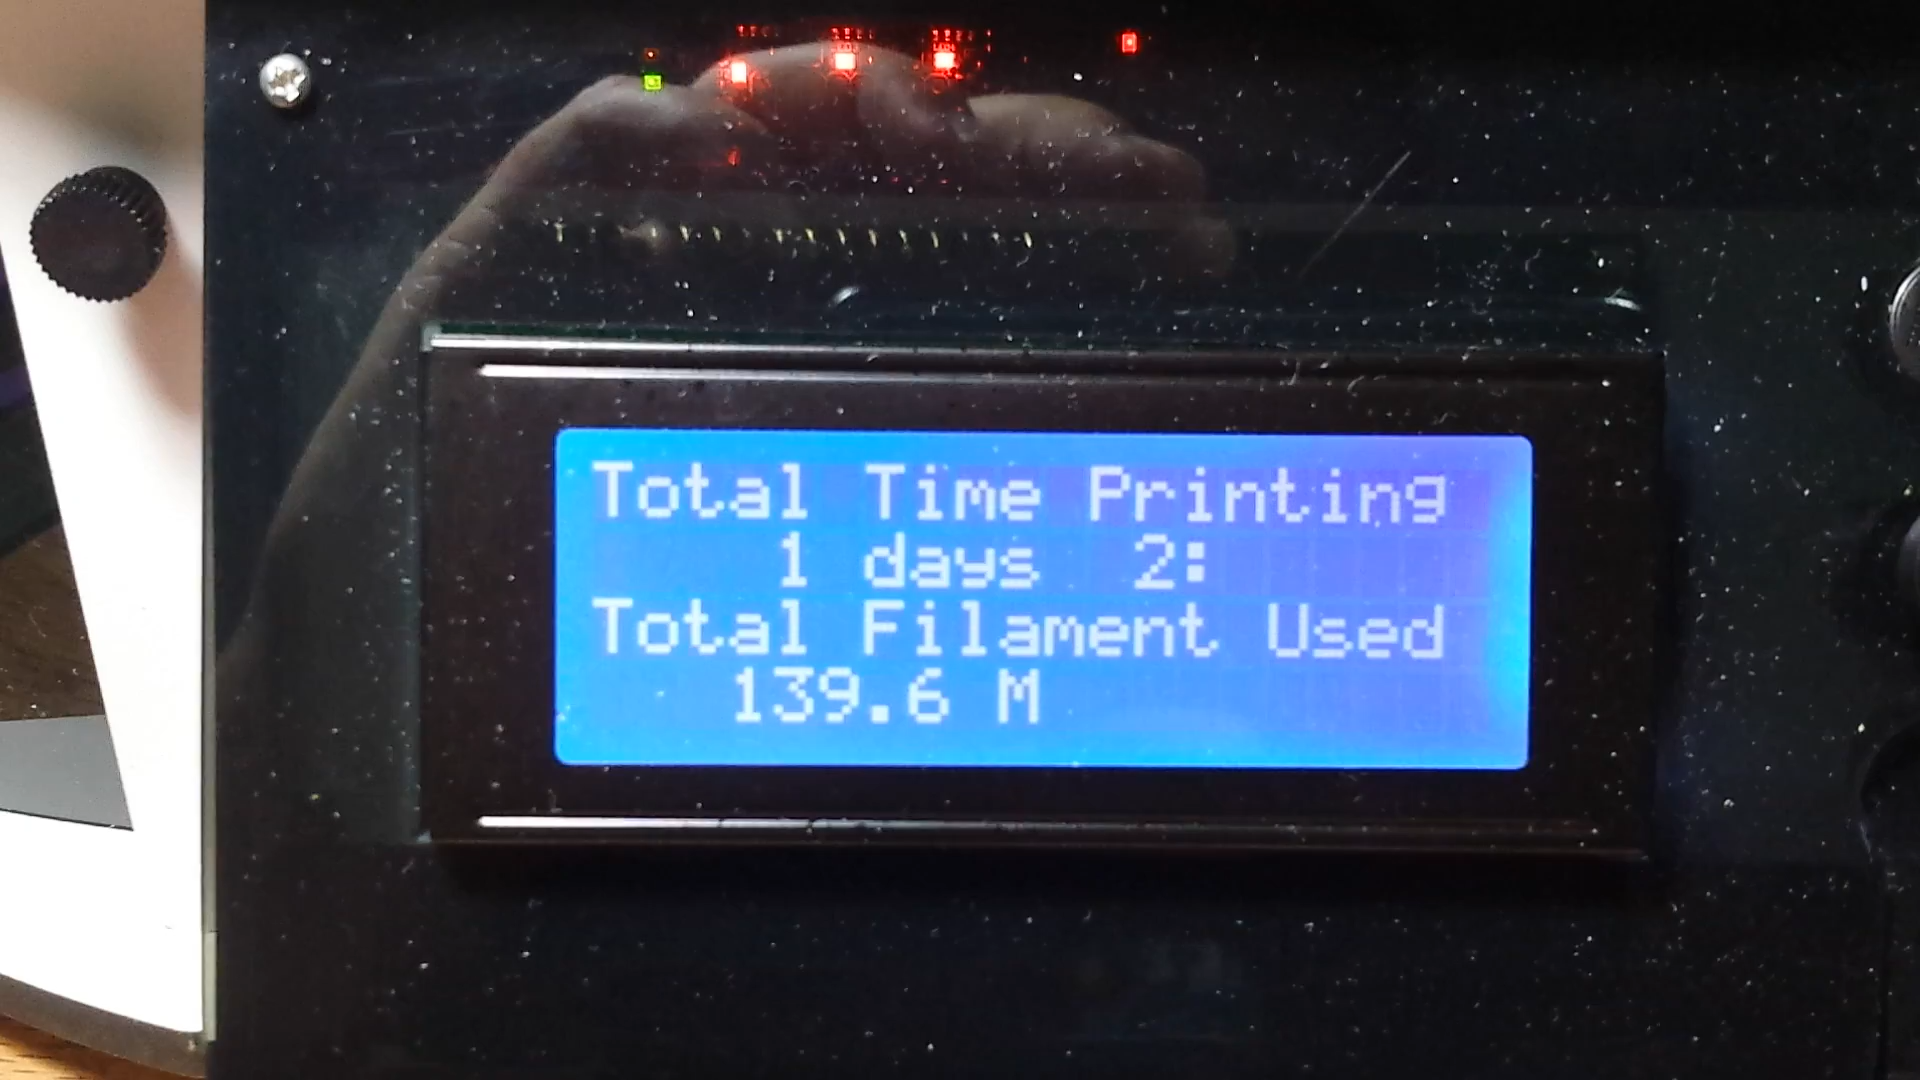 Total Time Printing
1 days 2:
Total Filament Used
139.6 M